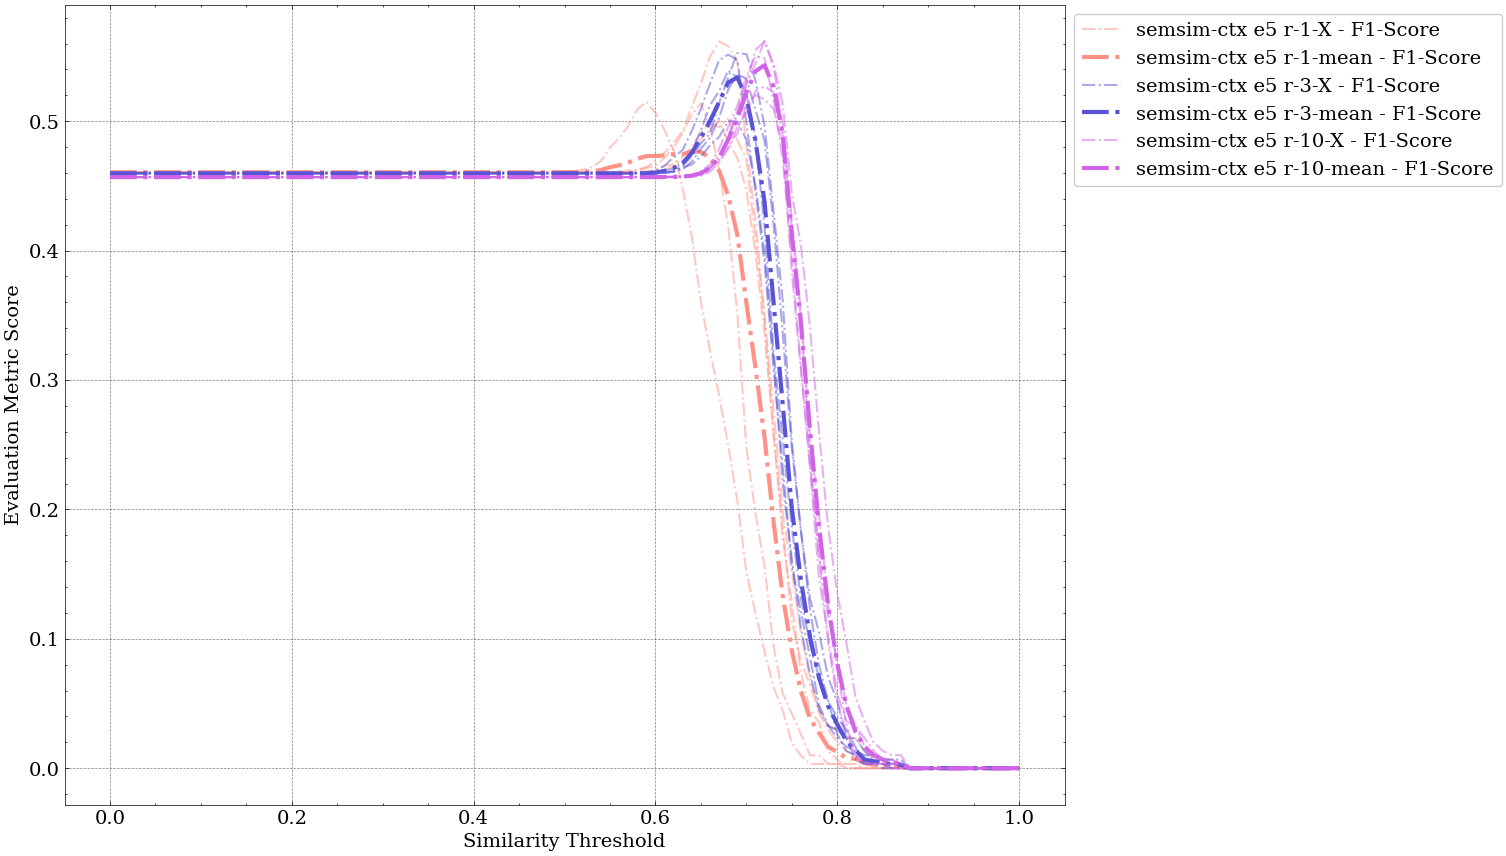 semsim-ctx e5 r-1-X - F1-Score
semsim-ctx e5 r-1-mean - F1-Score
semsim-ctx e5 r-3-X - F1-Score
semsim-ctx e5 r-3-mean - F1-Score
semsim-ctx e5 r-10-X - F1-Score
semsim-ctx e5 r-10-mean - F1-Score
Evaluation Metric Score
0.5
0.4
0.3
0.2
0.1
0.0
0.0 0.2 0.4 0.6 0.8 1.0
Similarity Threshold